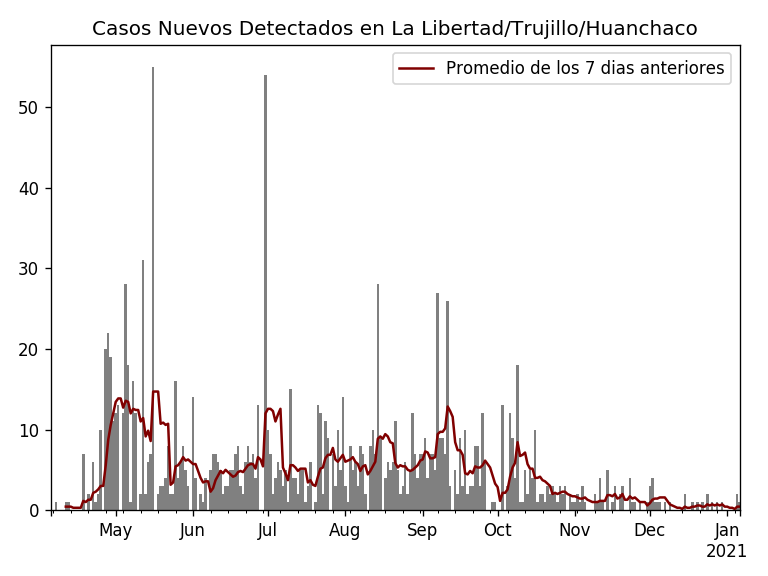 Casos Nuevos Detectados en La Libertad/Trujillo/Huanchaco
Promedio de los 7 dias anteriores
50
40
30
20
10
0
May Jun Jul Aug Sep Oct Nov Dec Jan
2021